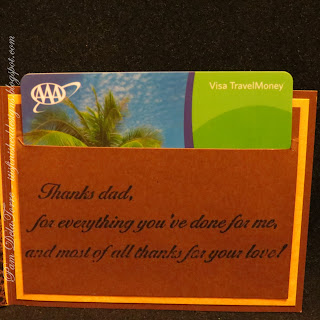 AAA
Visa TravelMoney
Thanks dad,
for everything you've done for me,
and most of all thanks for your love!